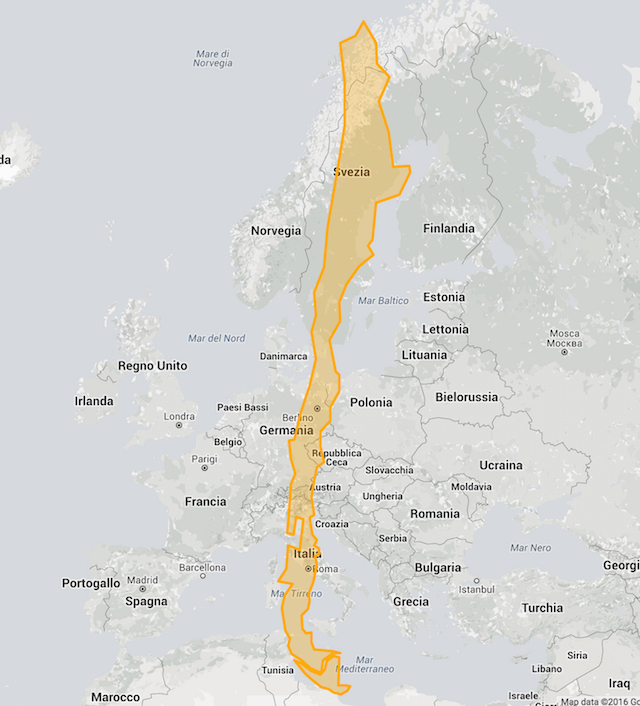 Mare di
Norvegia
da
Svezia
Norvegia
Finlandia
Mar Baltico
Estonia
Mar del Nord
Lettonia
Mosca
Москва
Danimarca
Lituania
Regno Unito
Irlanda
Bielorussia
Paesi Bassi
Polonia
Londra
Berlino
Germania
Belgio
Parigi
Repubblica
Ceca
Ucraina
Slovacchia
Austria
Moldavia
Ungheria
Francia
Romania
Croazia
Serbia
Mar Nero
Italia
Georgi
Barcellona
Roma
Bulgaria
Portogallo
Madrid
Istanbul
Spagna
Mar Tirreno
Grecia
Turchia
Mar
Mediterraneo
Siria
Tunisia
Libano
Iraq
Marocco
Israele
Map data ©2016 Go